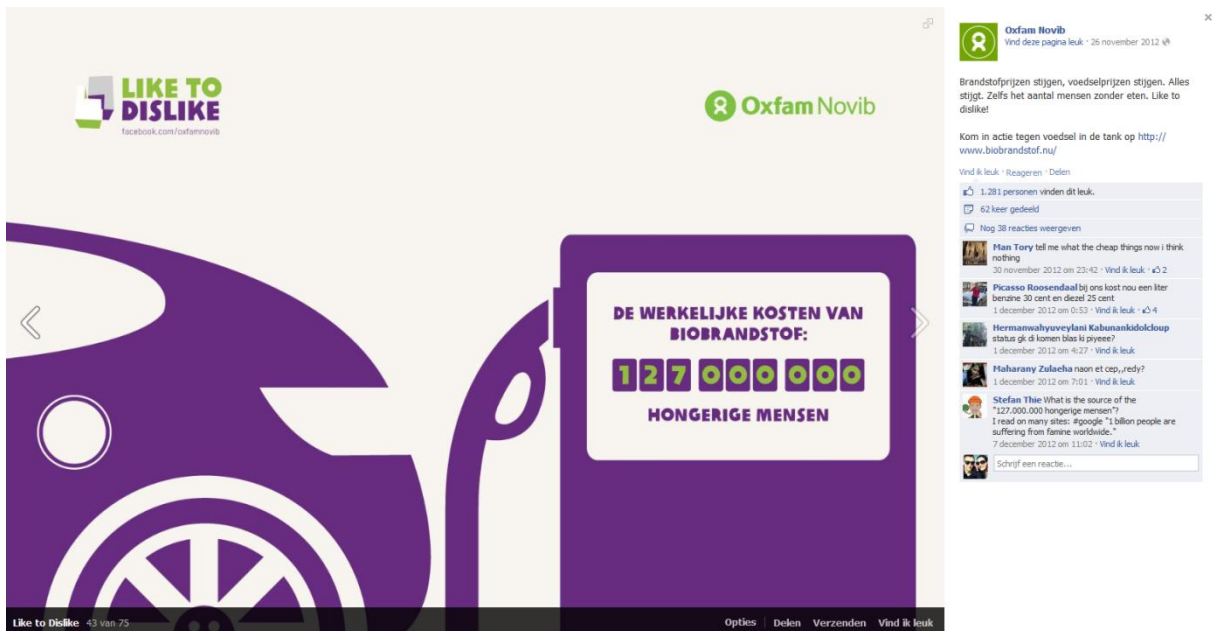 LIKE TO
DISLIKE
facebook.com/oxfamnovib
Oxfam Novib
DE WERKELIJKE KOSTEN VAN
BIOBRANDSTOF:
127 000 000
HONGERIGE MENSEN
Like to Dislike 43 van 75
Opties Delen Verzenden Vind ik leuk
Oxfam Novib
Vind deze pagina leuk · 26 november 2012
Brandstofprijzen stijgen, voedselprijzen stijgen. Alles
stijgt. Zelfs het aantal mensen zonder eten. Like to
dislike!
Kom in actie tegen voedsel in de tank op http://
www.biobrandstof.nu/
Vind ik leuk · Reageren · Delen
1.281 personen vinden dit leuk.
62 keer gedeeld
Nog 38 reacties weergeven
Man Tory tell me what the cheap things now i think
nothing
30 november 2012 om 23:42 · Vind ik leuk · 2
Picasso Roosendaal bij ons kost nou een liter
benzine 30 cent en diezel 25 cent
1 december 2012 om 0:53 · Vind ik leuk · 4
Hermanwahyuveylani Kabunankidolcloup
status gk di komen blas ki piyeee?
1 december 2012 om 4:27 · Vind ik leuk
Maharany Zulaeha naon et cep,,redy?
1 december 2012 om 7:01 · Vind ik leuk
Stefan Thie What is the source of the
"127.000.000 hongerige mensen"?
I read on many sites: #google "1 billion people are
suffering from famine worldwide."
7 december 2012 om 11:02 · Vind ik leuk
Schrijf een reactie...